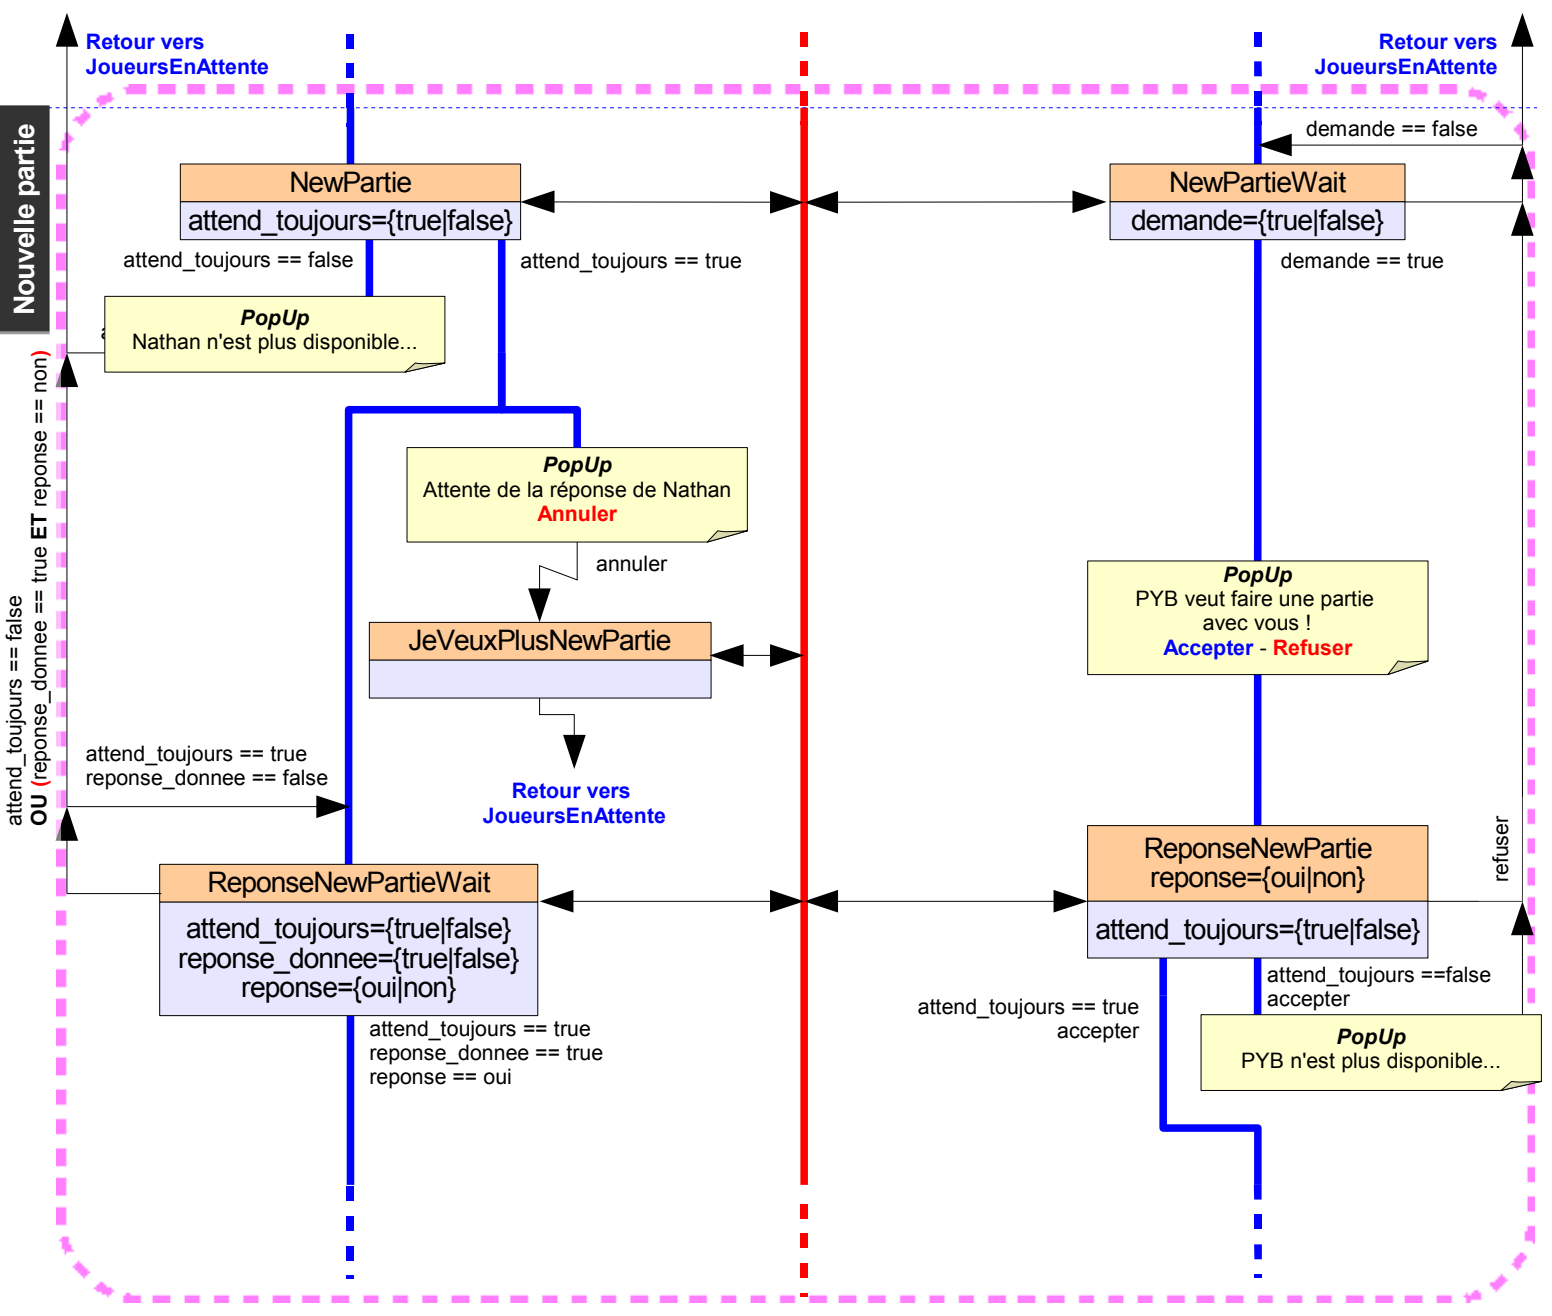 Retour vers
JoueursEnAttente
Retour vers
JoueursEnAttente
Nouvelle partie
demande == false
NewPartie
attend_toujours={true|false}
NewPartieWait
demande={true|false}
attend_toujours == false
attend_toujours == true
demande == true
PopUp
Nathan n'est plus disponible...
attend_toujours == false
OU (reponse_donnee == true ET reponse == non)
PopUp
Attente de la réponse de Nathan
Annuler
annuler
PopUp
PYB veut faire une partie
avec vous !
Accepter - Refuser
JeVeuxPlusNewPartie
attend_toujours == true
reponse_donnee == false
Retour vers
JoueursEnAttente
refuser
ReponseNewPartieWait
attend_toujours={true|false}
reponse_donnee={true|false}
reponse={oui|non}
ReponseNewPartie
reponse={oui|non}
attend_toujours={true|false}
attend_toujours == true
reponse_donnee == true
reponse == oui
attend_toujours == true
accepter
attend_toujours ==false
accepter
PopUp
PYB n'est plus disponible...